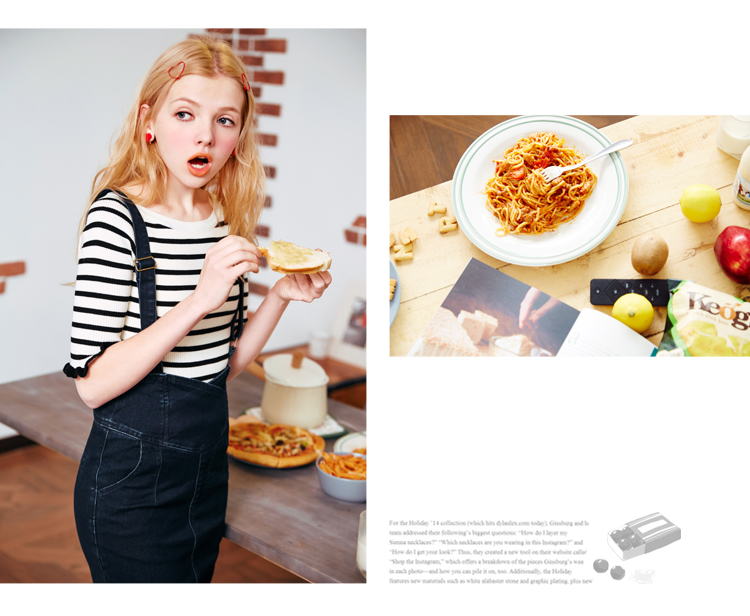 Keog
For the Holiday '14 collection (which hits dylanlex.com today), Ginsburg and h
team addressed their following's biggest questions: "How do I layer my
Sienna necklaces?" "Which necklaces are you wearing in this Instagram?" and
"How do I get your look?" Thus, they created a new tool on their website called
"Shop the Instagram," which offers a breakdown of the pieces Ginsburg's wea
in each photo—and how you can pile it on, too. Additionally, the Holiday
features new materials such as white alabaster stone and graphite plating, plus new